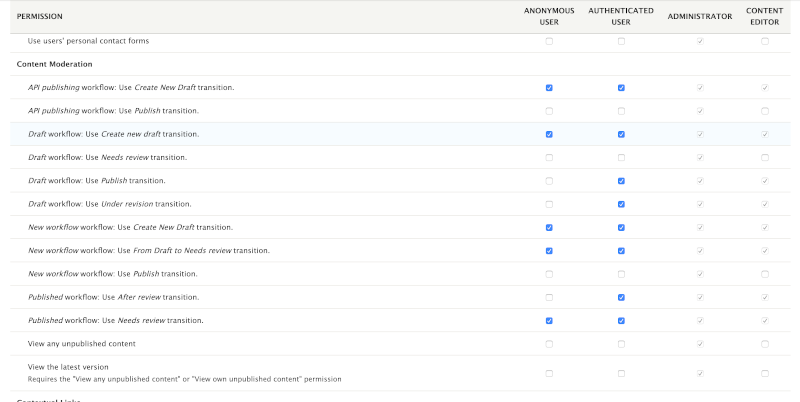 PERMISSION
ANONYMOUS USER
AUTHENTICATED USER
ADMINISTRATOR
CONTENT EDITOR
Use users' personal contact forms
Content Moderation
API publishing workflow: Use Create New Draft transition.
API publishing workflow: Use Publish transition.
Draft workflow: Use Create new draft transition.
Draft workflow: Use Needs review transition.
Draft workflow: Use Publish transition.
Draft workflow: Use Under revision transition.
New workflow workflow: Use Create New Draft transition.
New workflow workflow: Use From Draft to Needs review transition.
New workflow workflow: Use Publish transition.
Published workflow: Use After review transition.
Published workflow: Use Needs review transition.
View any unpublished content
View the latest version
Requires the "View any unpublished content" or "View own unpublished content" permission
Contextual Links